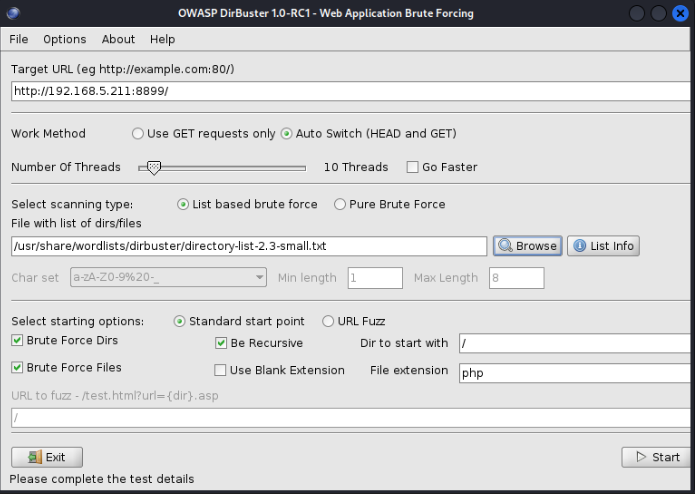 OWASP DirBuster 1.0-RC1 - Web Application Brute Forcing
File Options About Help
Target URL (eg http://example.com:80/)
http://192.168.5.211:8899/
Work Method Use GET requests only Auto Switch (HEAD and GET)
Number Of Threads 10 Threads Go Faster
Select scanning type: List based brute force Pure Brute Force
File with list of dirs/files
/usr/share/wordlists/dirbuster/directory-list-2.3-small.txt Browse List Info
Char set a-zA-Z0-9%20-_ Min length 1 Max Length 8
Select starting options: Standard start point URL Fuzz
Brute Force Dirs Be Recursive Dir to start with /
Brute Force Files Use Blank Extension File extension php
URL to fuzz - /test.html?url={dir}.asp
/
Exit Start
Please complete the test details